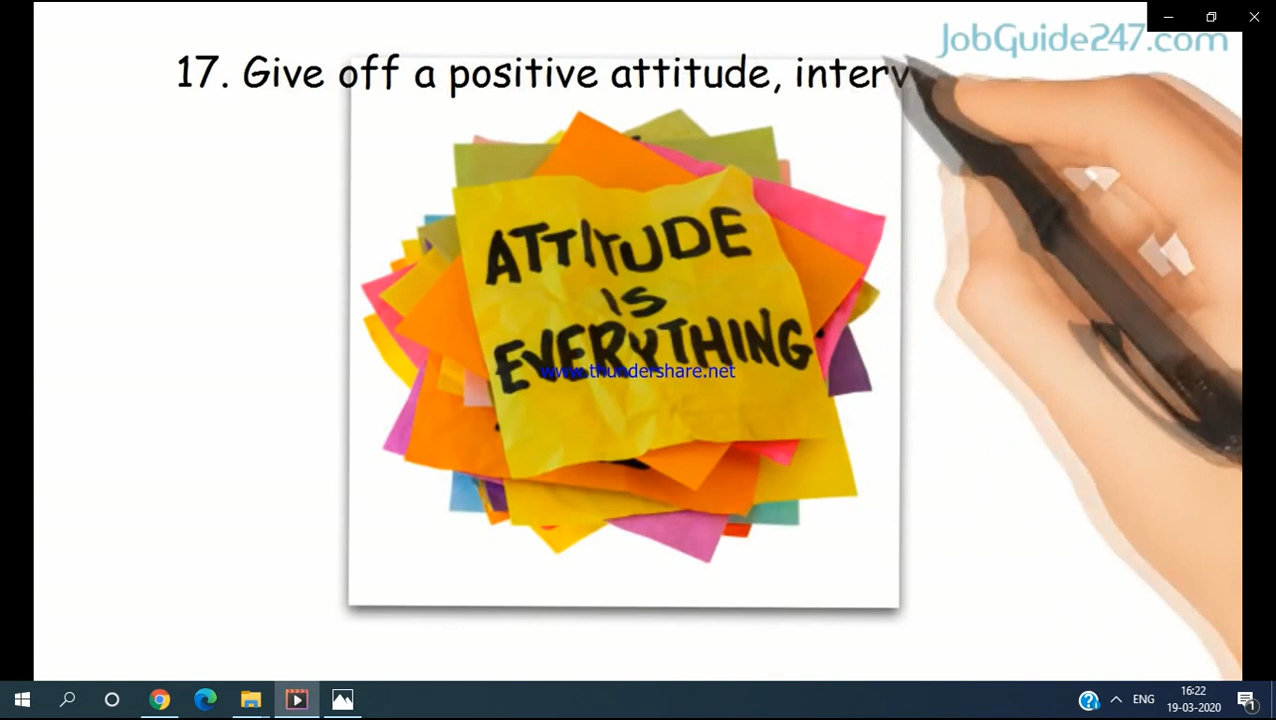 JobGuide247.com
17. Give off a positive attitude, interv
ATTITUDE
IS
EVERYTHING
www.thundershare.net
ENG
16:22
19-03-2020
1